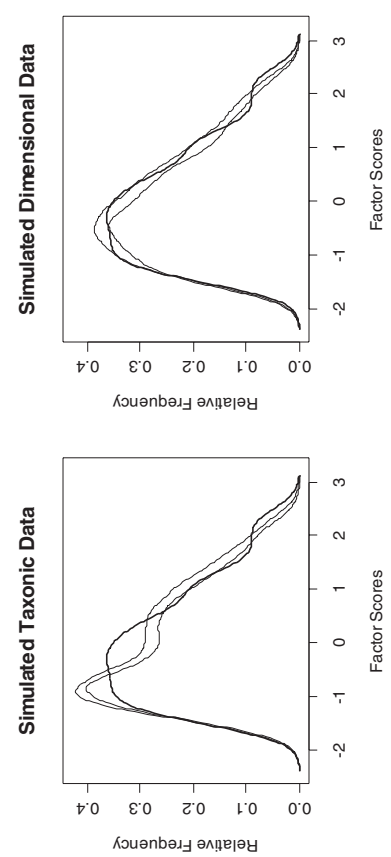 Simulated Taxonic Data
Relative Frequency
0.0 0.1 0.2 0.3 0.4
-2 -1 0 1 2 3
Factor Scores
Simulated Dimensional Data
Relative Frequency
0.0 0.1 0.2 0.3 0.4
-2 -1 0 1 2 3
Factor Scores